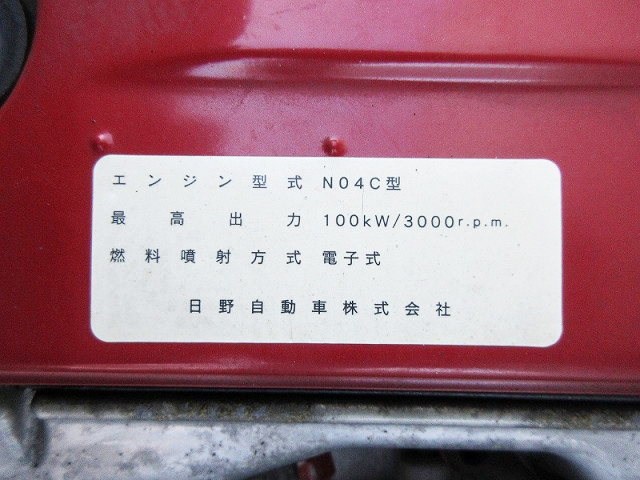 エンジン型式 N04C型
最高出力 100kW/3000r.p.m.
燃料噴射方式 電子式
日野自動車株式会社